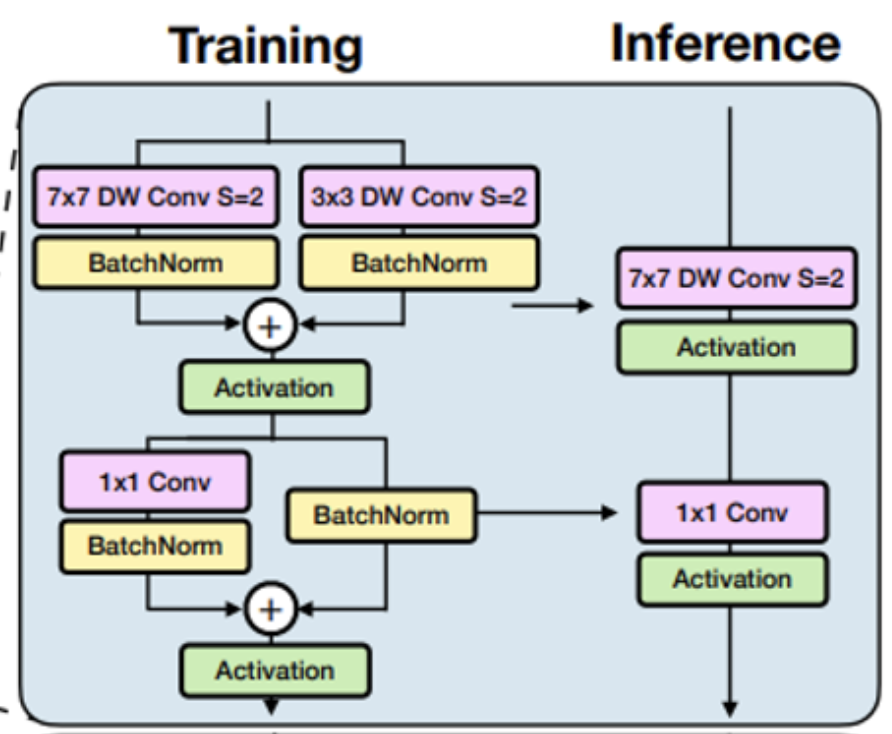 Training
Inference
7x7 DW Conv S=2
3x3 DW Conv S=2
BatchNorm
BatchNorm
+
Activation
1x1 Conv
BatchNorm
BatchNorm
+
Activation
7x7 DW Conv S=2
Activation
1x1 Conv
Activation